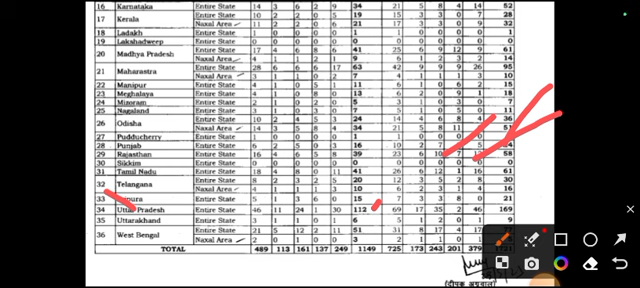 16 Karnataka Entire State 14 3 6 2 9 34 21 5 8 4 14 52
17 Kerala Entire State 10 2 2 0 5 19 15 3 3 0 7 28
Naxal Area 11 2 2 0 6 21 17 3 3 0 9 32
18 Ladakh Entire State 0 0 0 0 1 0 0 0 0 1
19 Lakshadweep Entire State 0 0 0 0 0 0 0 0 0 0 0 0
20 Madhya Pradesh Entire State 17 4 6 8 6 41 25 6 9 12 9 61
Naxal Area 4 1 1 2 1 9 6 1 2 3 2 14
21 Maharastra Entire State 28 6 6 6 17 63 42 9 9 9 26 95
Naxal Area 3 1 1 0 2 7 4 1 1 1 3 10
22 Manipur Entire State 4 1 0 5 1 11 6 1 0 6 2 15
23 Meghalaya Entire State 4 1 0 8 0 13 6 2 0 9 1 18
24 Mizoram Entire State 2 1 0 2 0 5 3 1 0 3 0 7
25 Nagaland Entire State 3 1 0 3 0 7 5 1 0 5 0 11
26 Odisha Entire State 10 2 4 5 3 24 14 4 6 8 4 36
Naxal Area 14 3 5 8 4 34 21 5 8 11 51
27 Pudducherry Entire State 1 0 0 0 0 1 1 0 0 0 0
28 Punjab Entire State 6 2 5 0 3 16 10 2 7 5
29 Rajasthan Entire State 16 4 6 5 8 39 23 6 10 7 58
30 Sikkim Entire State 0 0 0 0 0 0 0 0 0 0 0 0
31 Tamil Nadu Entire State 18 4 8 0 11 41 26 6 12 1 16 61
32 Telangana Entire State 8 2 3 2 5 20 12 3 5 2 8 30
Naxal Area 4 1 1 1 3 10 6 2 3 1 4 16
33 Entire State 5 1 3 6 0 15 7 3 3 8 0 21
34 Uttar Pradesh Entire State 46 11 24 1 30 112 69 17 35 2 46 169
35 Uttarakhand Entire State 3 1 1 0 1 6 5 1 2 0 1 9
36 West Bengal Entire State 21 5 12 2 11 51 31 8 17 4 17
Naxal Area 2 0 1 0 0 3 2 1 1 0
TOTAL 489 113 161 137 249 1149 725 173 243 201 379
(दीपक अग्रवाल)